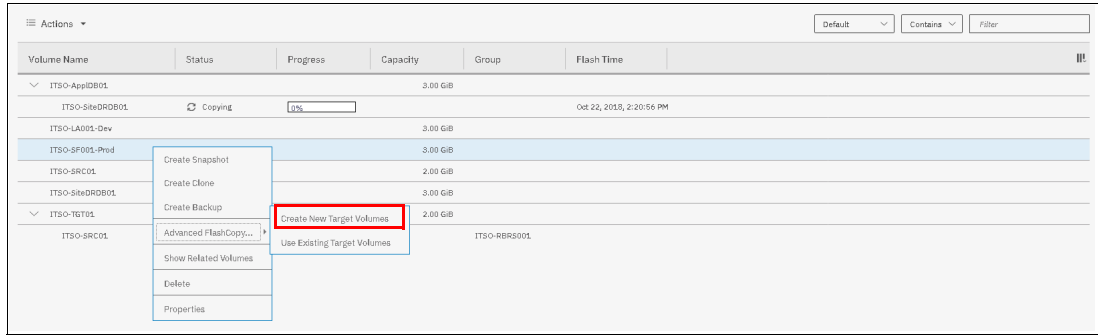 Actions
Default Contains Filter
Volume Name Status Progress Capacity Group Flash Time
ITSO-ApplDB01 3.00 GiB
ITSO-SiteDRDB01 Copying 0% Oct 22, 2018, 2:20:56 PM
ITSO-LA001-Dev 3.00 GiB
ITSO-SF001-Prod 3.00 GiB
Create Snapshot
ITSO-SRC01 2.00 GiB
Create Clone
ITSO-SiteDRDB01 3.00 GiB
Create Backup
ITSO-TGT01 2.00 GiB
Create New Target Volumes
Advanced FlashCopy...
ITSO-SRC01 ITSO-RBRS001
Use Existing Target Volumes
Show Related Volumes
Delete
Properties